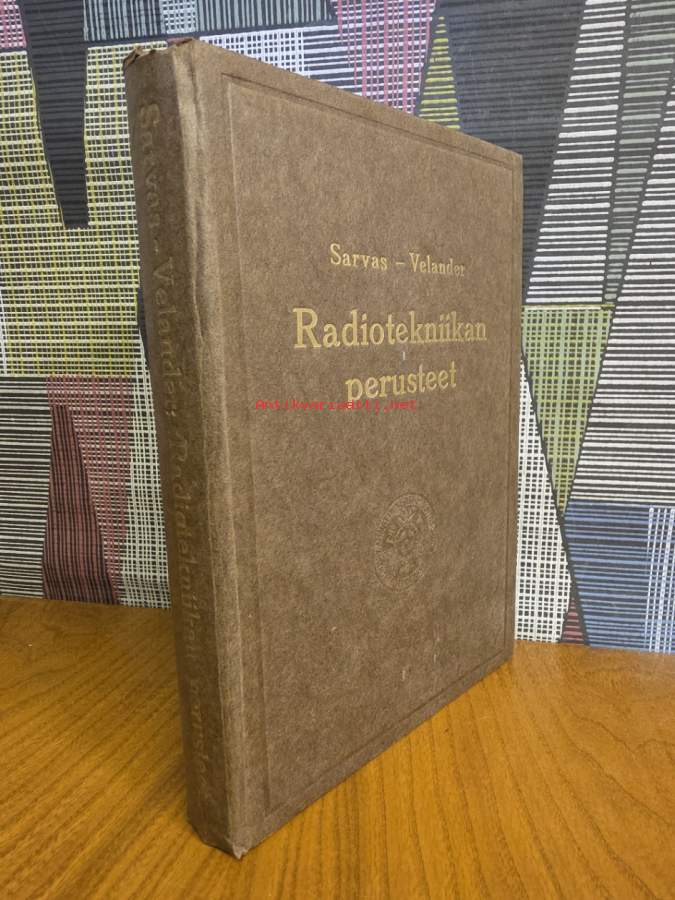 Sarvas – Velander
Radiotekniikan
perusteet
Antikvariaatti.net
Sarvas-Velander; Radiotekniikan perusteet